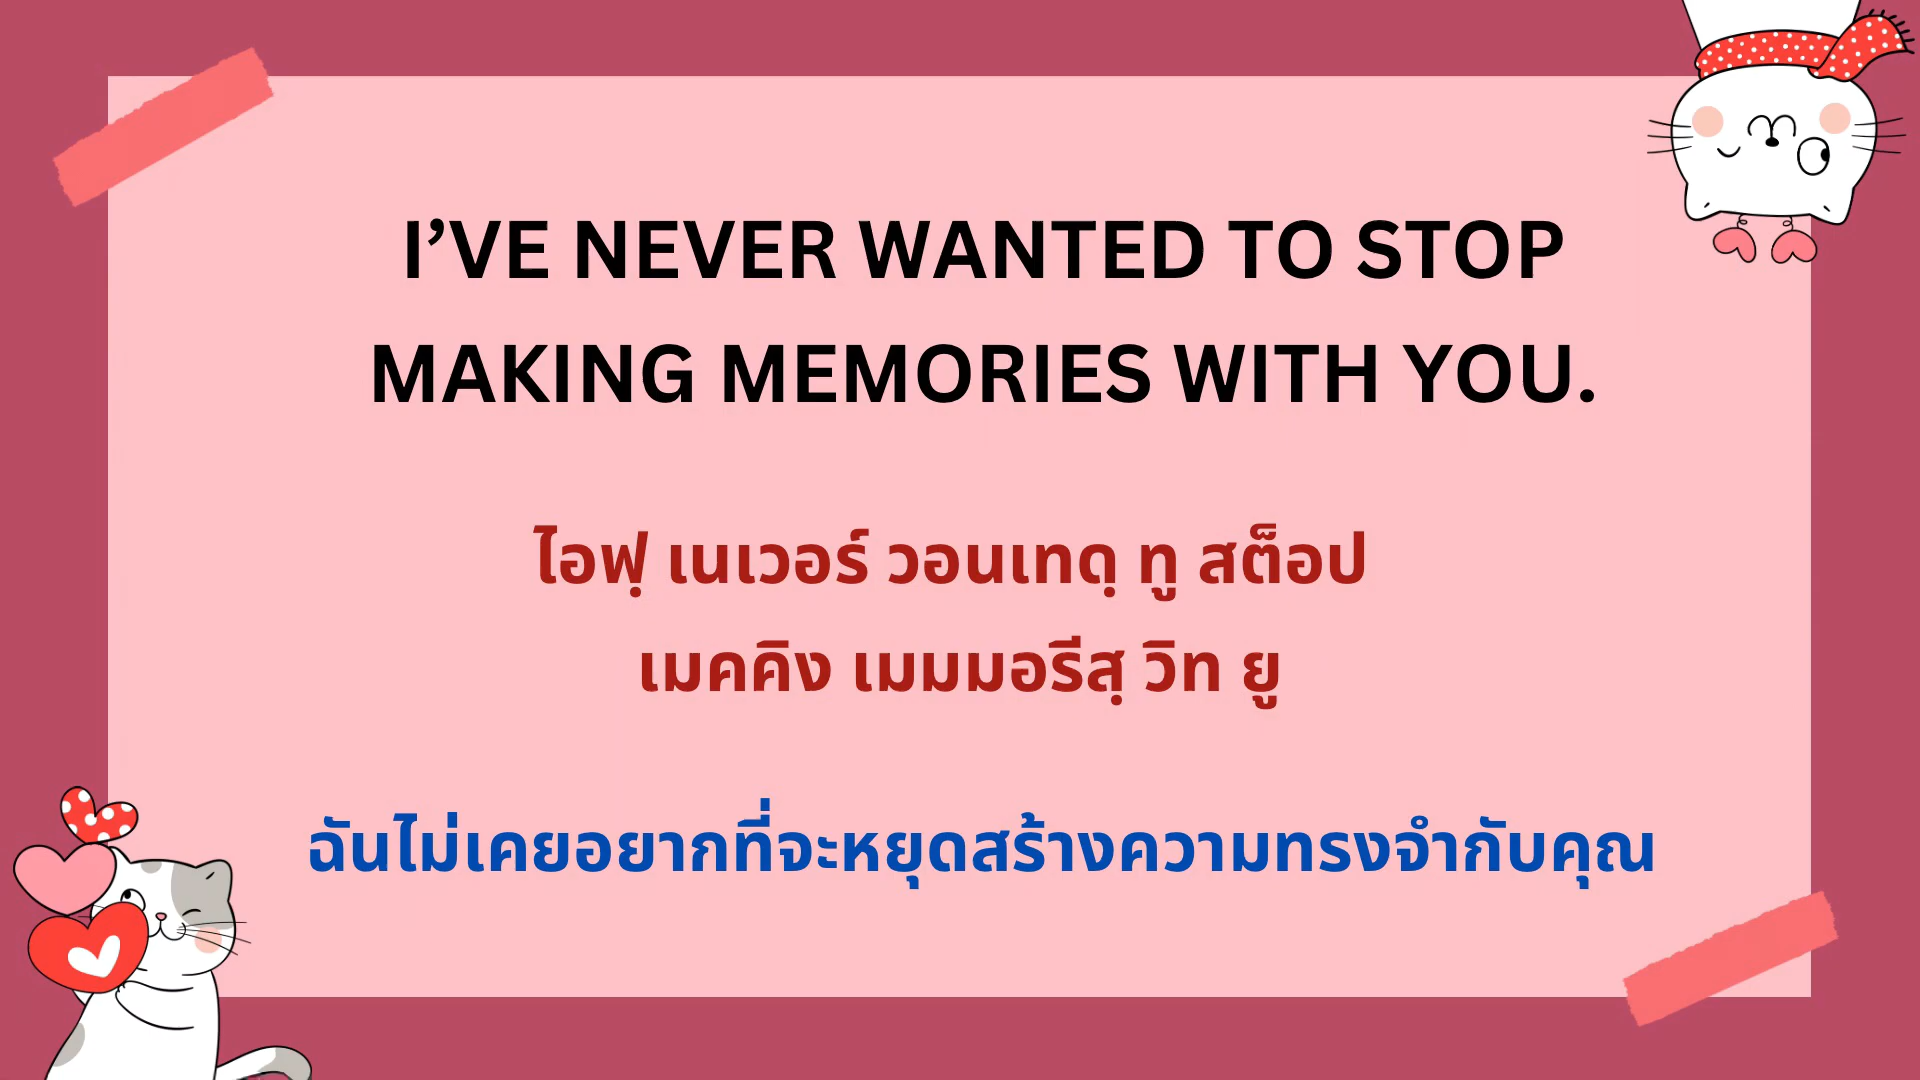 I’VE NEVER WANTED TO STOP
MAKING MEMORIES WITH YOU.
ไอฟฺ เนเวอร์ วอนเทดฺ ทู สต็อป
เมคคิง เมมมอรีสฺ วิท ยู
ฉันไม่เคยอยากที่จะหยุดสร้างความทรงจำกับคุณ